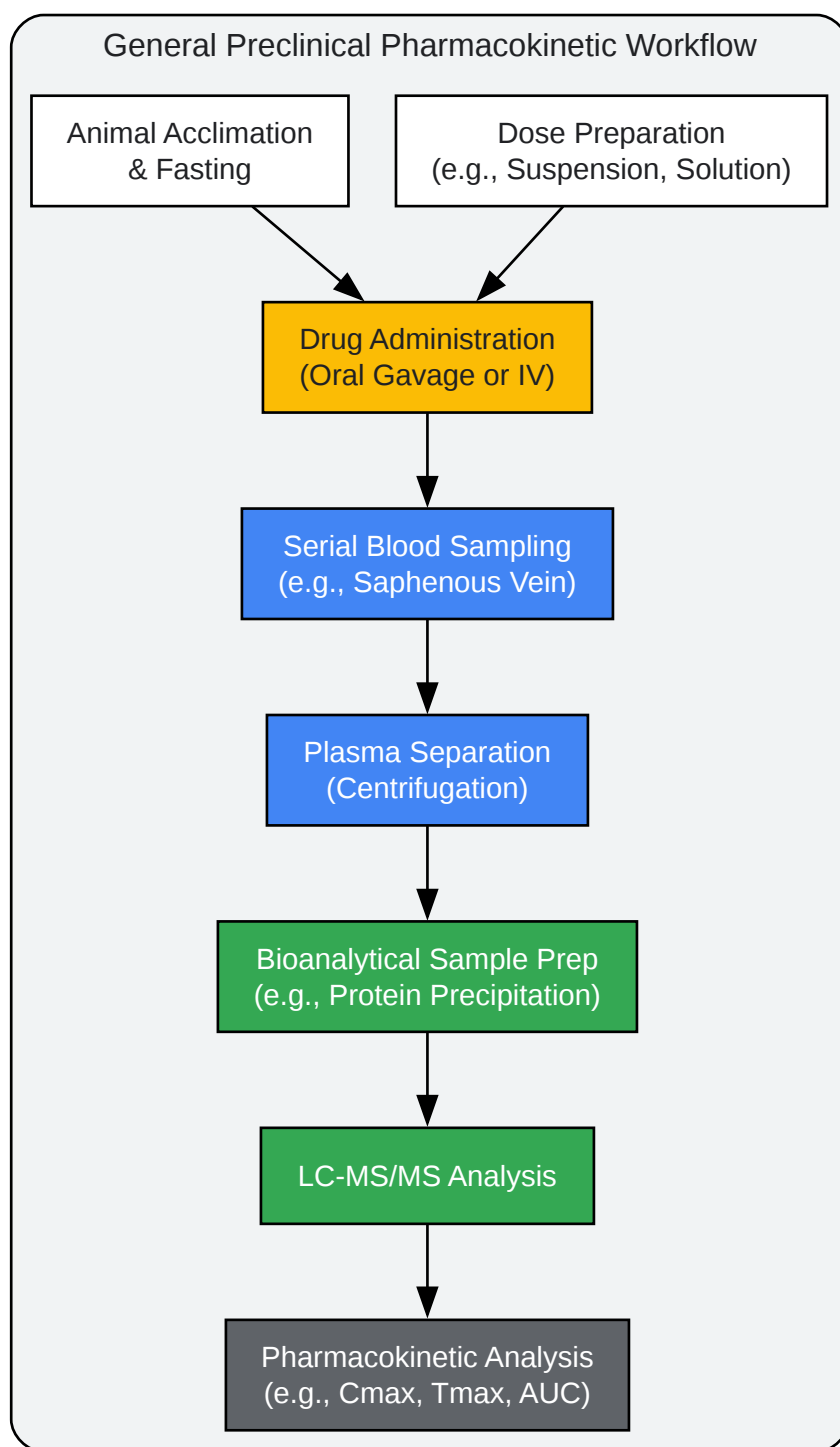 General Preclinical Pharmacokinetic Workflow
Animal Acclimation
& Fasting
Dose Preparation
(e.g., Suspension, Solution)
Drug Administration
(Oral Gavage or IV)
Serial Blood Sampling
(e.g., Saphenous Vein)
Plasma Separation
(Centrifugation)
Bioanalytical Sample Prep
(e.g., Protein Precipitation)
LC-MS/MS Analysis
Pharmacokinetic Analysis
(e.g., Cmax, Tmax, AUC)